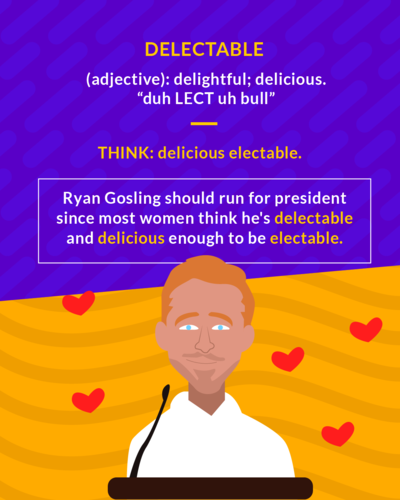 DELECTABLE
(adjective): delightful; delicious.
“duh LECT uh bull”
THINK: delicious electable.
Ryan Gosling should run for president
since most women think he's delectable
and delicious enough to be electable.